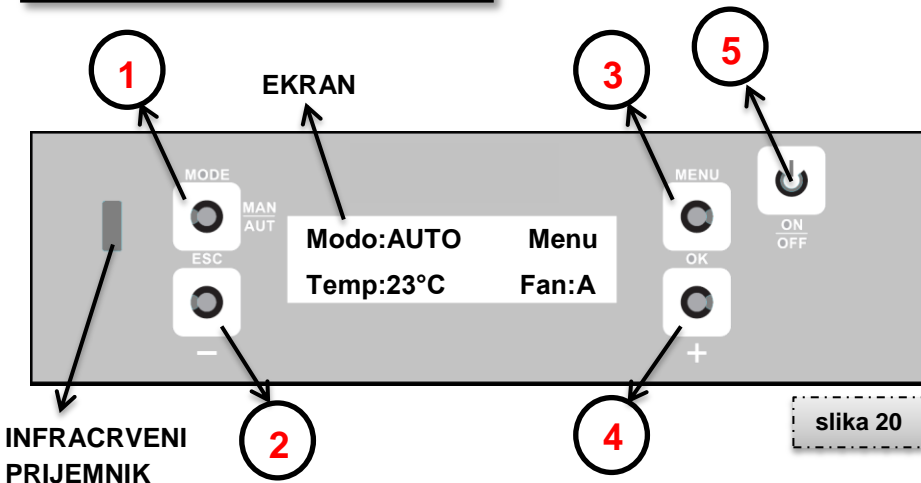 1
EKRAN
3
5
MODE
MAN
AUT
ESC
Modo:AUTO Menu
Temp:23°C Fan:A
MENU
OK
ON
OFF
−
+
INFRACRVENI
PRIJEMNIK
2
4
slika 20